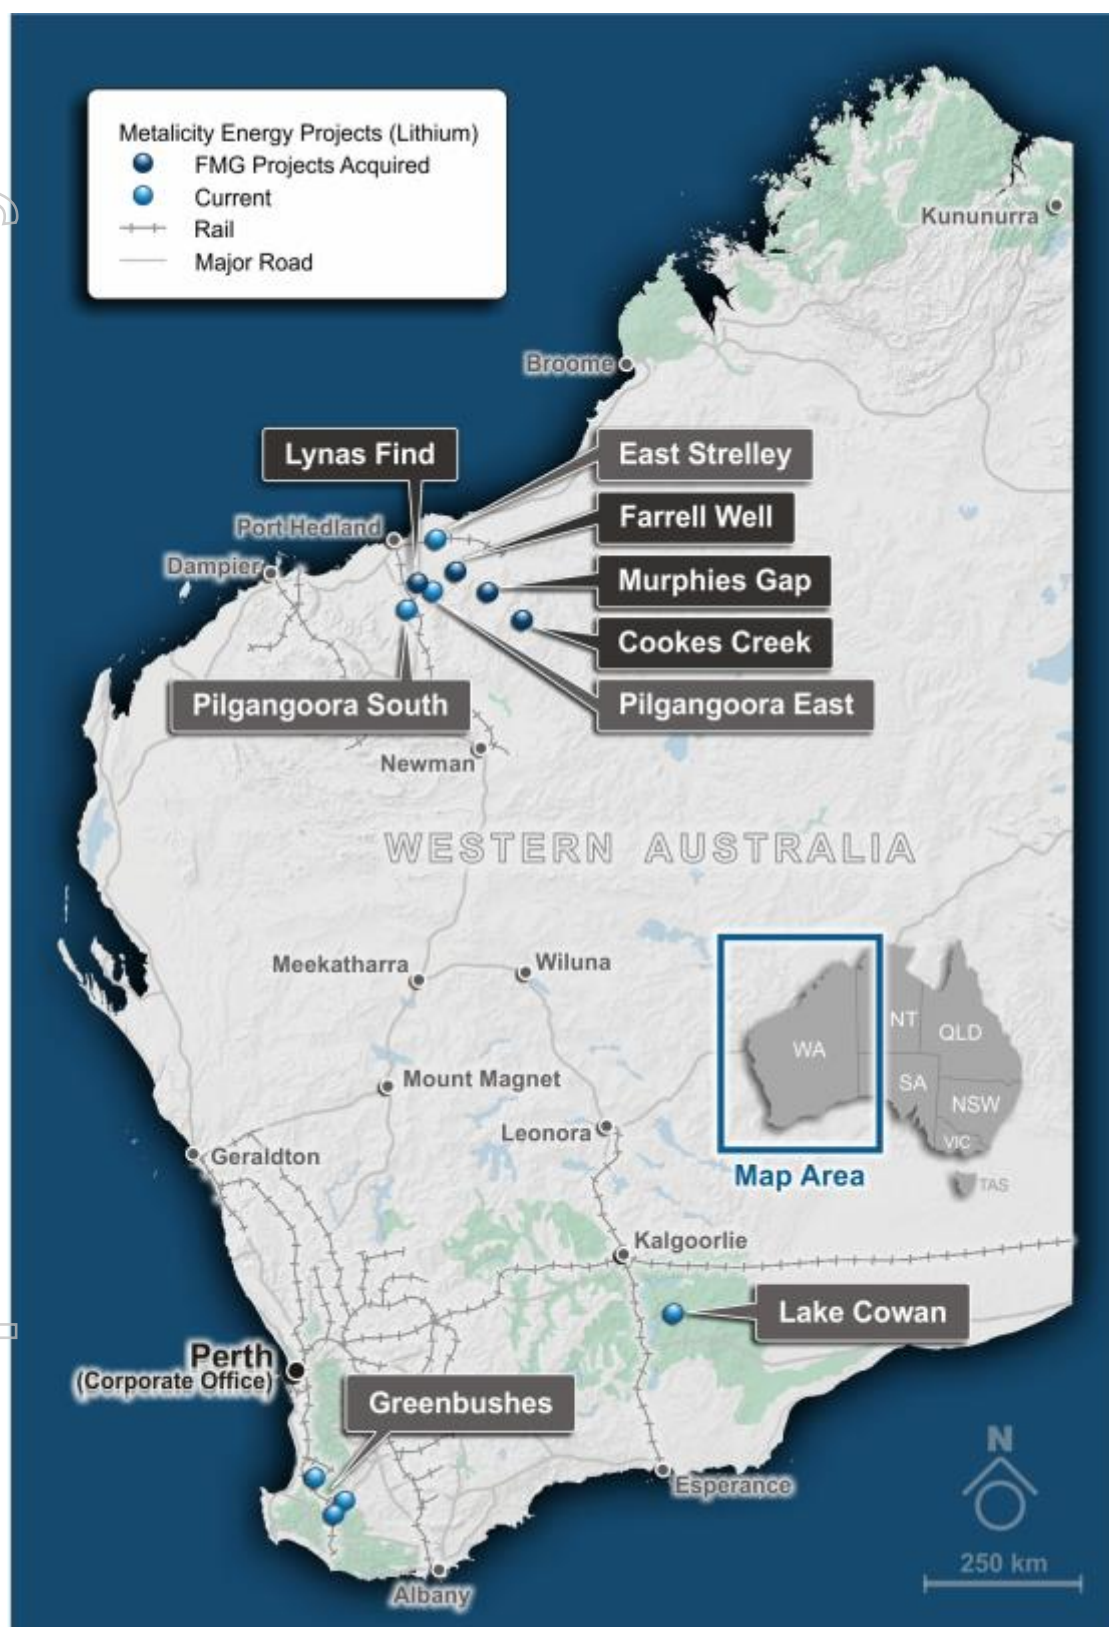 Metalicity Energy Projects (Lithium)
FMG Projects Acquired
Current
Rail
Major Road
Kununurra
Broome
Lynas Find
East Strelley
Farrell Well
Port Hedland
Dampier
Murphies Gap
Cookes Creek
Pilgangoora South
Pilgangoora East
Newman
WESTERN AUSTRALIA
Meekatharra
Wiluna
NT
QLD
WA
SA
NSW
VIC
TAS
Map Area
Mount Magnet
Leonora
Geraldton
Kalgoorlie
Lake Cowan
Perth
(Corporate Office)
Greenbushes
Esperance
Albany
N
250 km